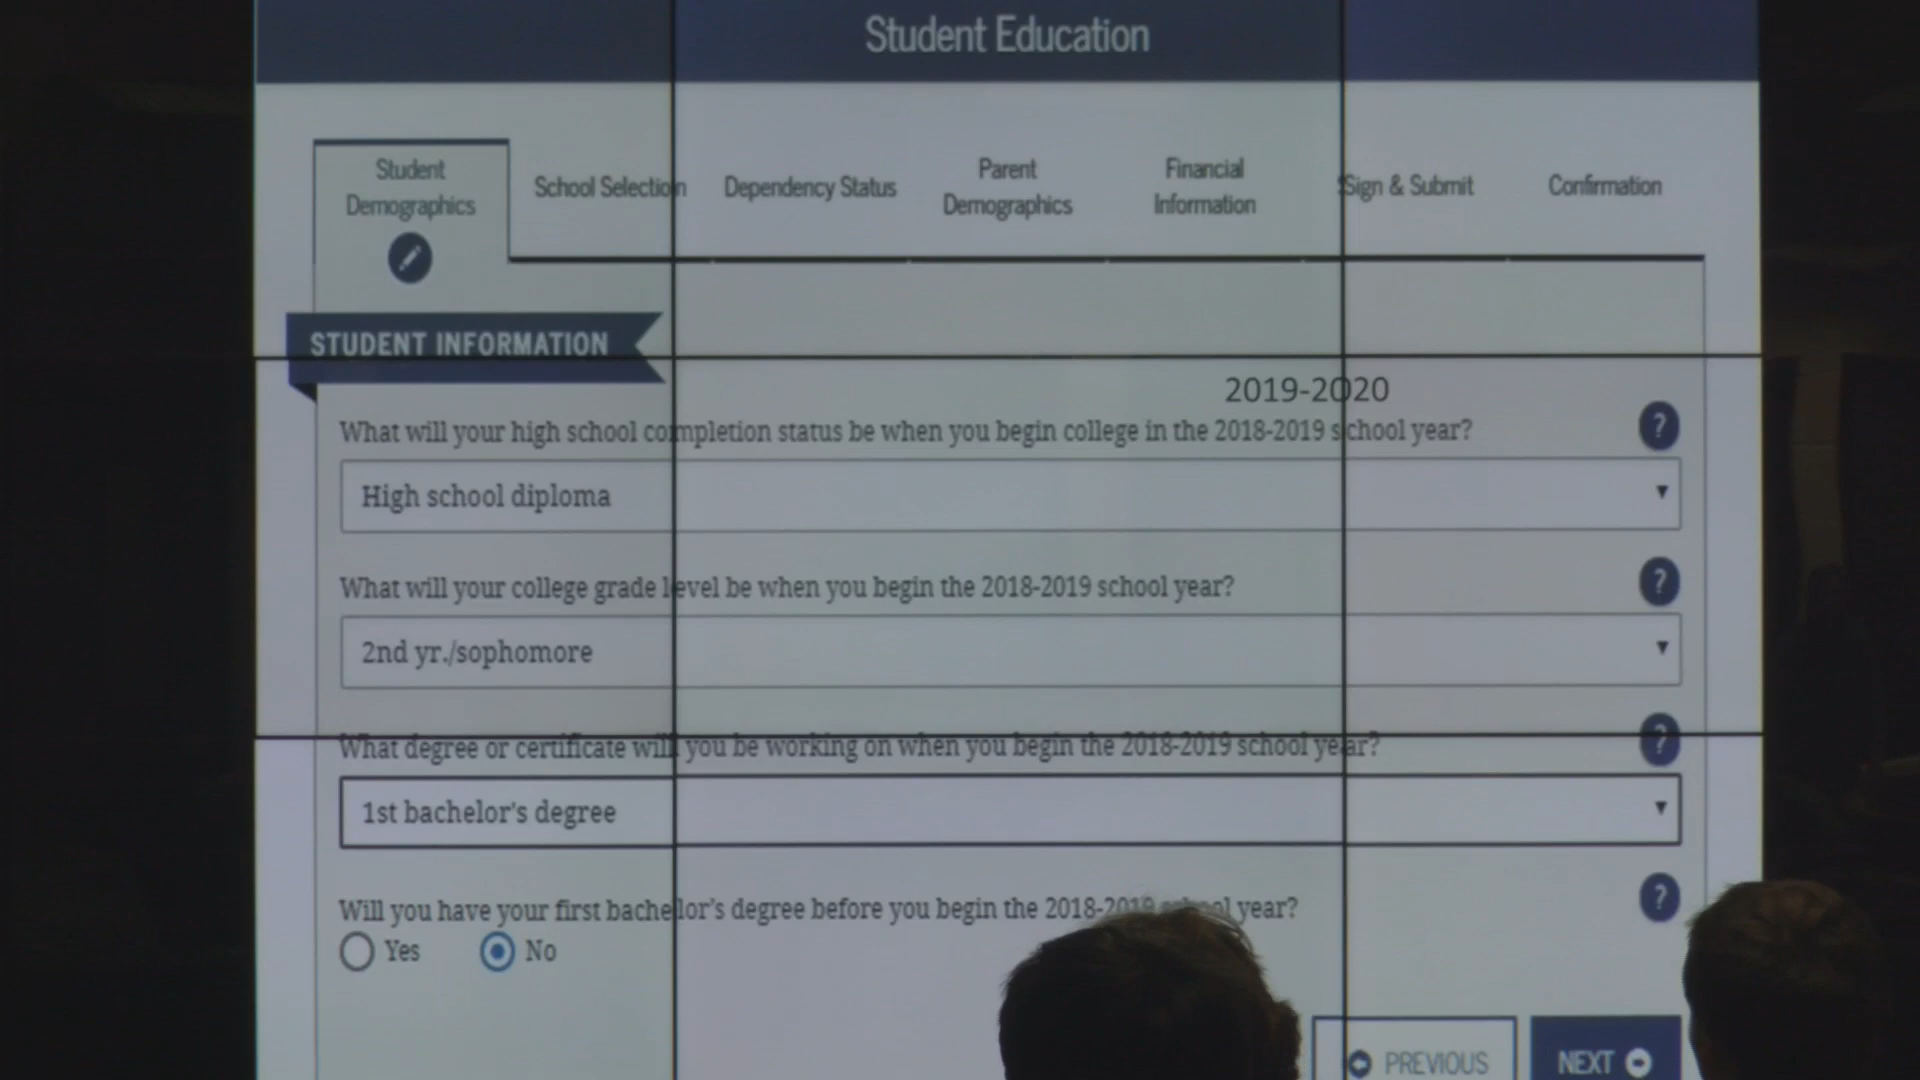 Student Education
Student
Demographics
School Selection
Dependency Status
Parent
Demographics
Financial
Information
Sign & Submit
Confirmation
STUDENT INFORMATION
2019-2020
What will your high school completion status be when you begin college in the 2018-2019 school year?
?
High school diploma
What will your college grade level be when you begin the 2018-2019 school year?
?
2nd yr./sophomore
What degree or certificate will you be working on when you begin the 2018-2019 school year?
?
1st bachelor's degree
Will you have your first bachelor's degree before you begin the 2018-2019 school year?
?
Yes
No
PREVIOUS
NEXT